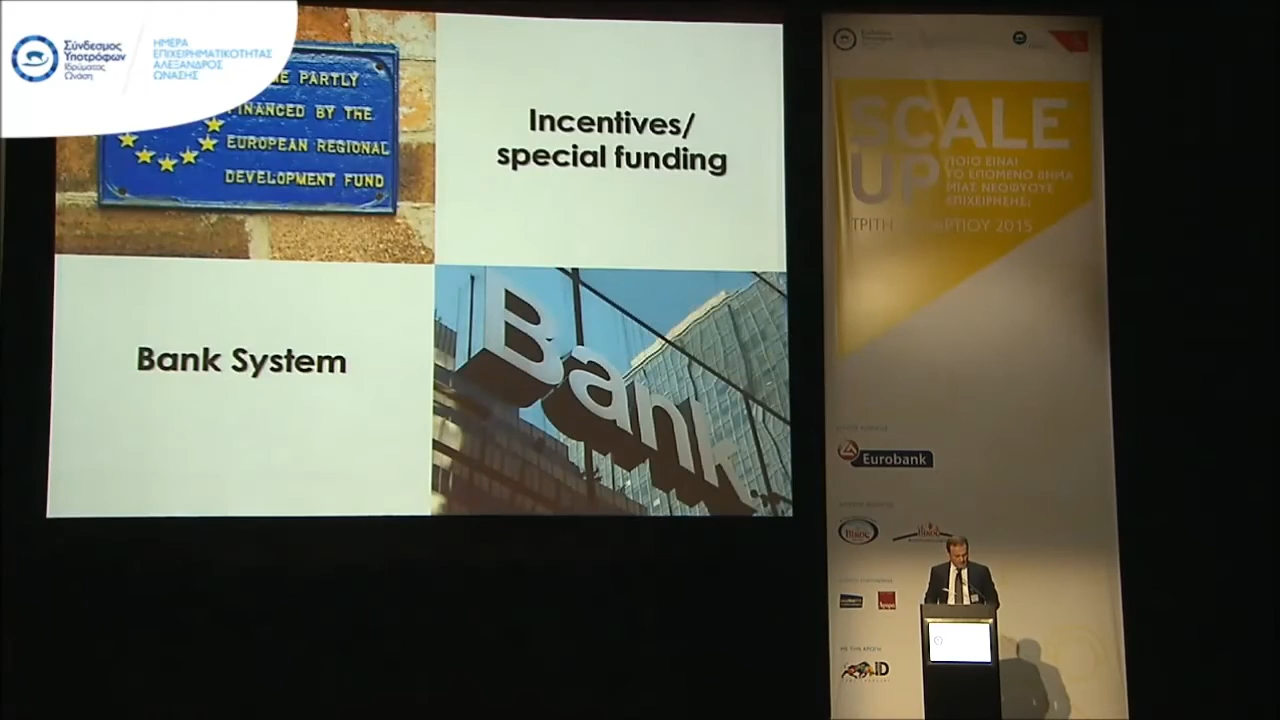 Σύνδεσμος
Υποτρόφων
Ιδρύματος
Ωνάση
ΗΜΕΡΑ
ΕΠΙΧΕΙΡΗΜΑΤΙΚΟΤΗΤΑΣ
ΑΛΕΞΑΝΔΡΟΣ
ΩΝΑΣΗΣ
PARTLY
FINANCED BY THE
EUROPEAN REGIONAL
DEVELOPMENT FUND
Incentives/
special funding
Bank System
Bank
SCALE
UP
ΠΟΙΟ ΕΙΝΑΙ
ΤΟ ΕΠΟΜΕΝΟ ΒΗΜΑ
ΜΙΑΣ ΝΕΟΦΥΟΥΣ
ΕΠΙΧΕΙΡΗΣΗΣ;
ΤΡΙΤΗ 2015
Eurobank